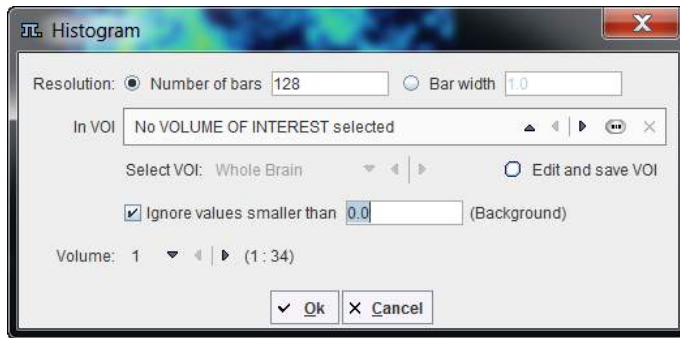 Histogram
Resolution: Number of bars 128 Bar width 1.0
In VOI No VOLUME OF INTEREST selected
Select VOI: Whole Brain Edit and save VOI
Ignore values smaller than 0.0 (Background)
Volume: 1 (1 : 34)
Ok Cancel